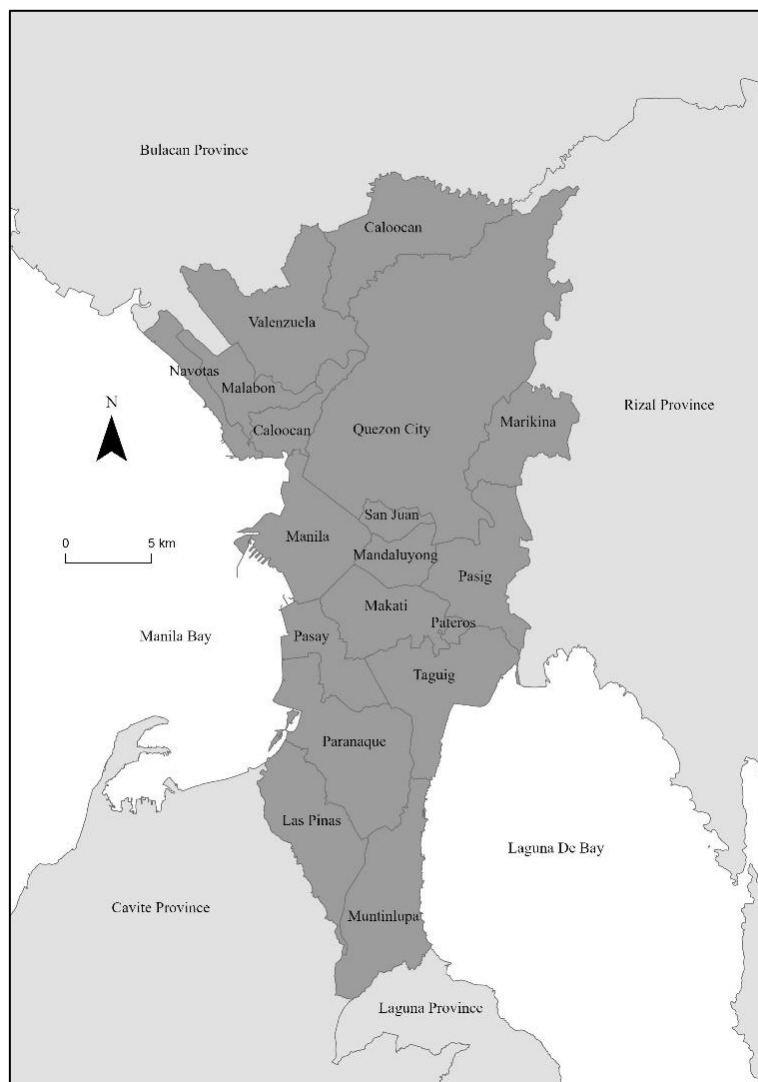 Bulacan Province
Caloocan
Valenzuela
Navotas
Malabon
N
Rizal Province
Marikina
Caloocan
Quezon City
San Juan
Manila
0
5 km
Mandaluyong
Pasig
Makati
Pateros
Manila Bay
Pasay
Taguig
Paranaque
Las Pinas
Laguna De Bay
Cavite Province
Muntinlupa
Laguna Province